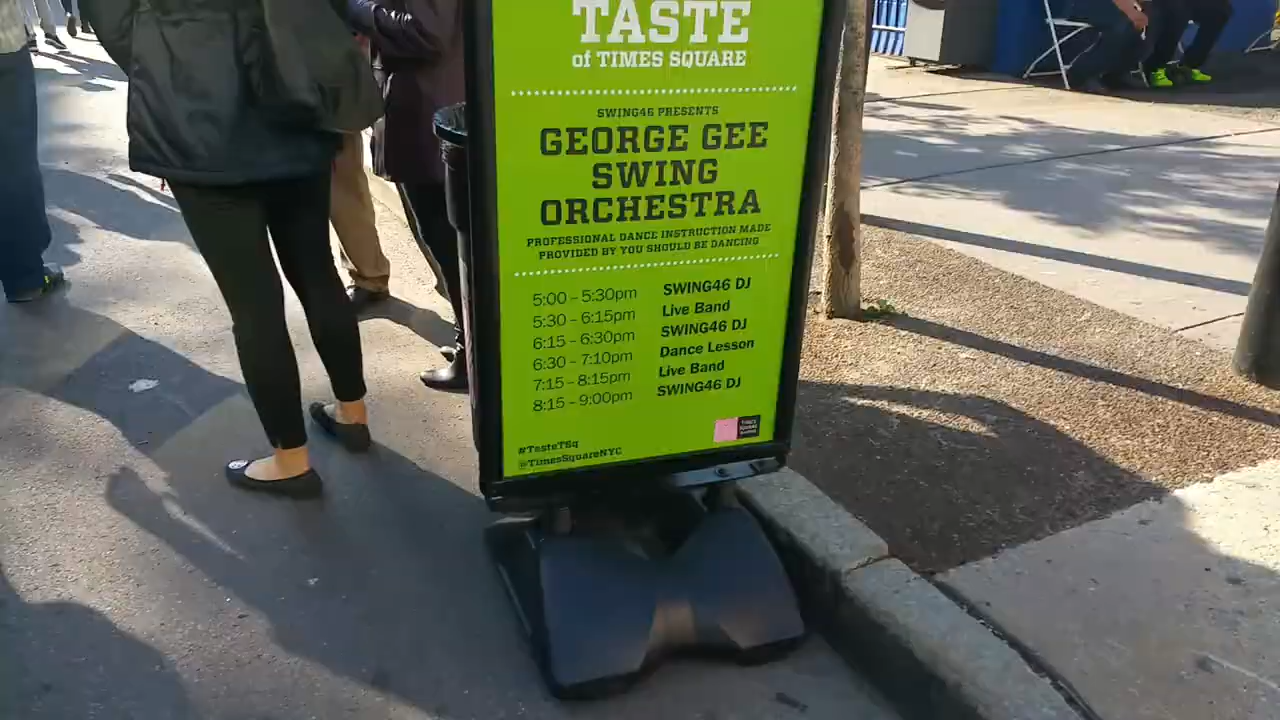 TASTE
of TIMES SQUARE
SWING46 PRESENTS
GEORGE GEE
SWING
ORCHESTRA
PROFESSIONAL DANCE INSTRUCTION MADE
PROVIDED BY YOU SHOULD BE DANCING
5:00 - 5:30pm SWING46 DJ
5:30 - 6:15pm Live Band
6:15 - 6:30pm SWING46 DJ
6:30 - 7:10pm Dance Lesson
7:15 - 8:15pm Live Band
8:15 - 9:00pm SWING46 DJ
#TasteTSq
@TimesSquareNYC